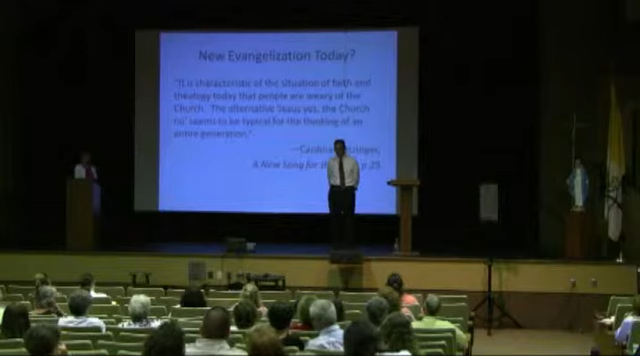 New Evangelization Today?
"It is characteristic of the situation of faith and
theology today that people are weary of the
Church. The alternative 'Jesus yes, the Church
no' seems to be typical for the thinking of an
entire generation."
—Cardinal
A New Song for p 29